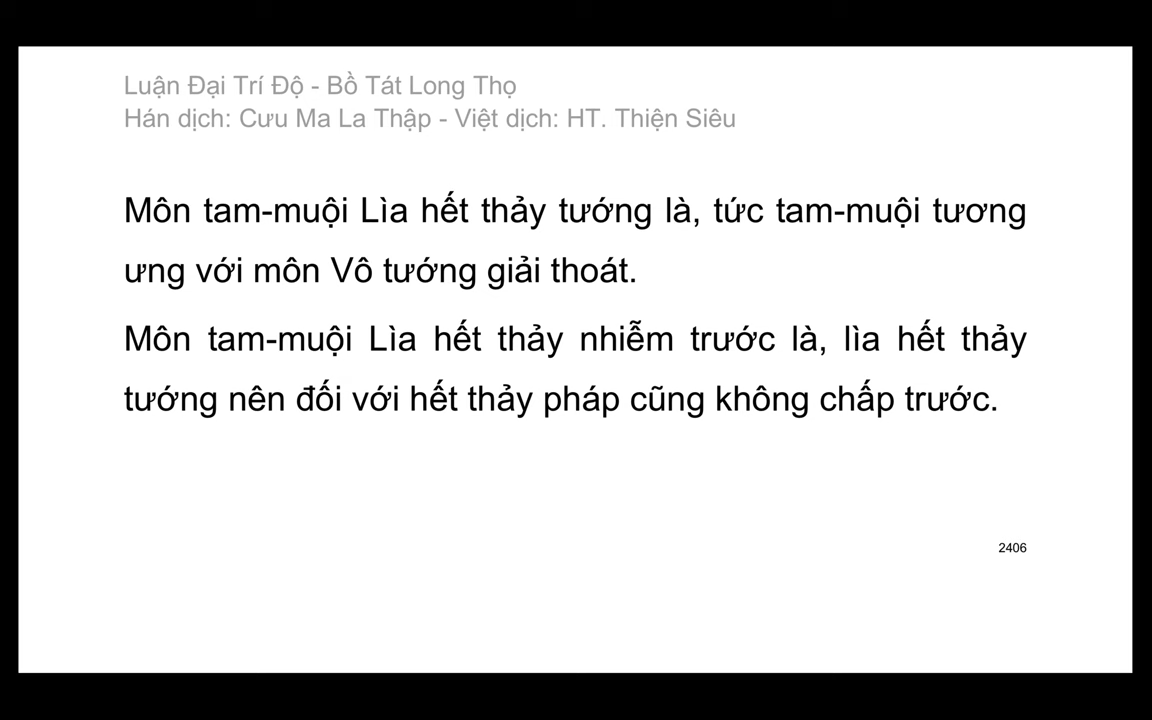 Luận Đại Trí Độ - Bồ Tát Long Thọ
Hán dịch: Cưu Ma La Thập - Việt dịch: HT. Thiện Siêu
Môn tam-muội Lìa hết thảy tướng là, tức tam-muội tương
ưng với môn Vô tướng giải thoát.
Môn tam-muội Lìa hết thảy nhiễm trước là, lìa hết thảy
tướng nên đối với hết thảy pháp cũng không chấp trước.
2406